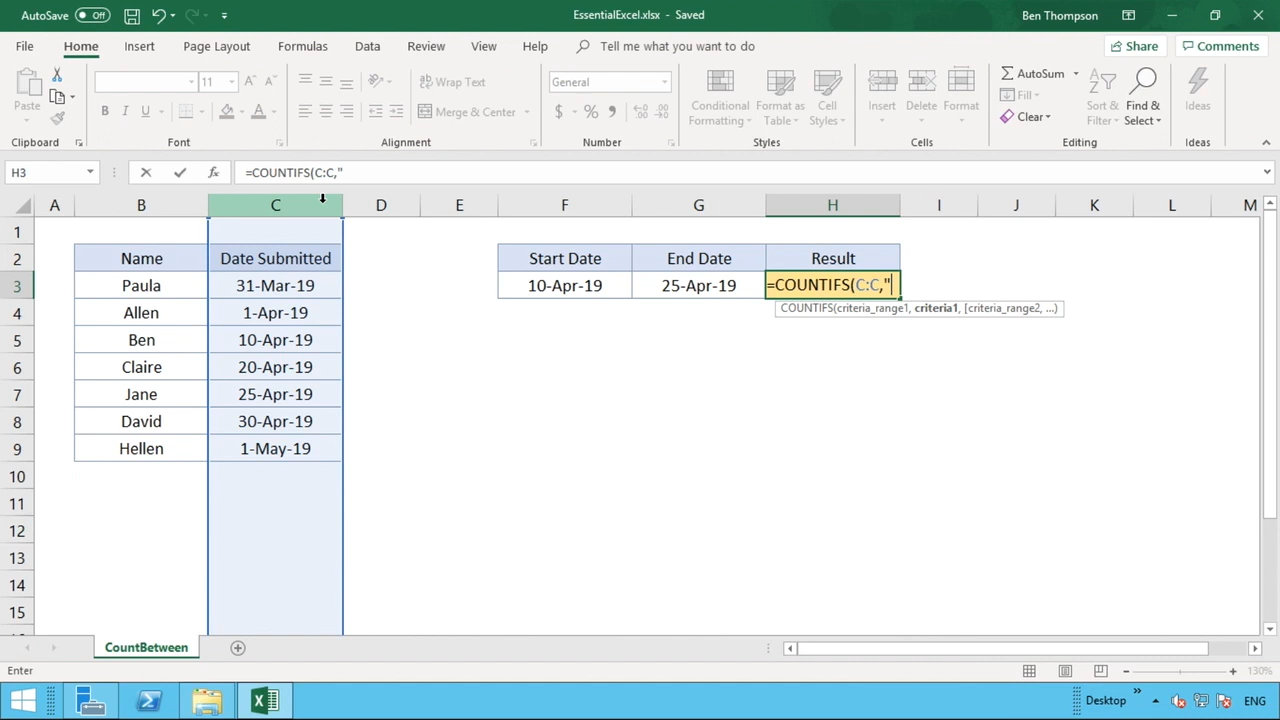 AutoSave Off EssentialExcel.xlsx - Saved Ben Thompson
File Home Insert Page Layout Formulas Data Review View Help Tell me what you want to do Share Comments
Paste 11 B I U Wrap Text Merge & Center General $ % Conditional Formatting Format as Table Cell Styles Insert Delete Format AutoSum Fill Clear Sort & Filter Find & Select Ideas
Clipboard Font Alignment Number Styles Cells Editing Ideas
H3 fx =COUNTIFS(C:C,"
A B C D E F G H I J K L M
1
2 Name Date Submitted Start Date End Date Result
3 Paula 31-Mar-19 10-Apr-19 25-Apr-19 =COUNTIFS(C:C,"
COUNTIFS(criteria_range1, criteria1, [criteria_range2, ...)
4 Allen 1-Apr-19
5 Ben 10-Apr-19
6 Claire 20-Apr-19
7 Jane 25-Apr-19
8 David 30-Apr-19
9 Hellen 1-May-19
10
11
12
13
14
15
CountBetween
Enter 130%
Desktop ENG